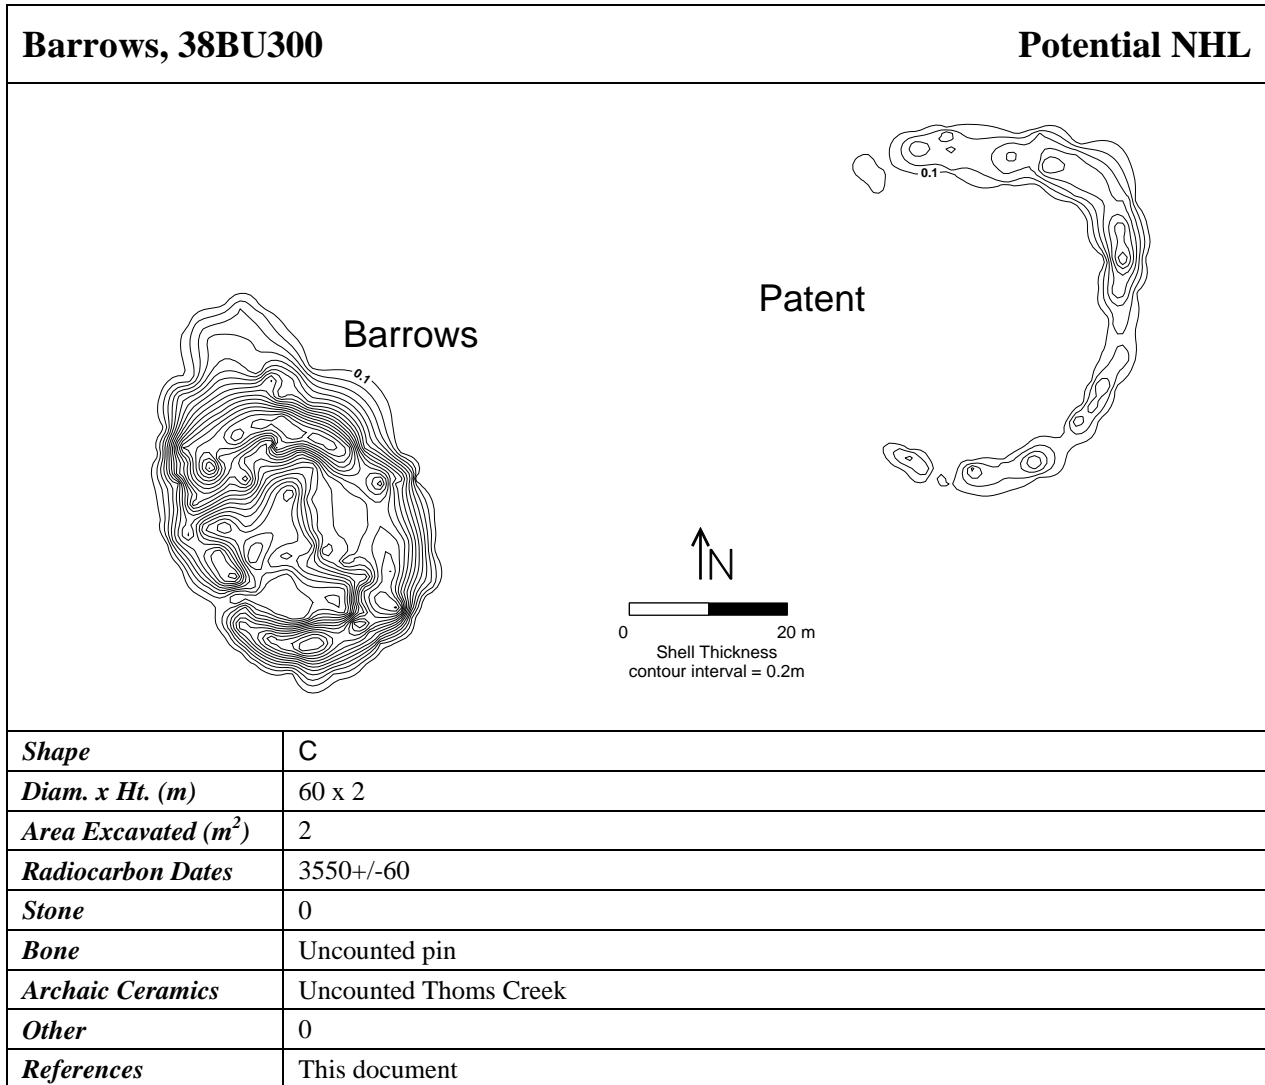 Barrows, 38BU300 Potential NHL
0.1
Patent
Barrows
0.1
N
0 20 m
Shell Thickness
contour interval = 0.2m
Shape C
Diam. x Ht. (m) 60 x 2
Area Excavated (m²) 2
Radiocarbon Dates 3550+/-60
Stone 0
Bone Uncounted pin
Archaic Ceramics Uncounted Thoms Creek
Other 0
References This document